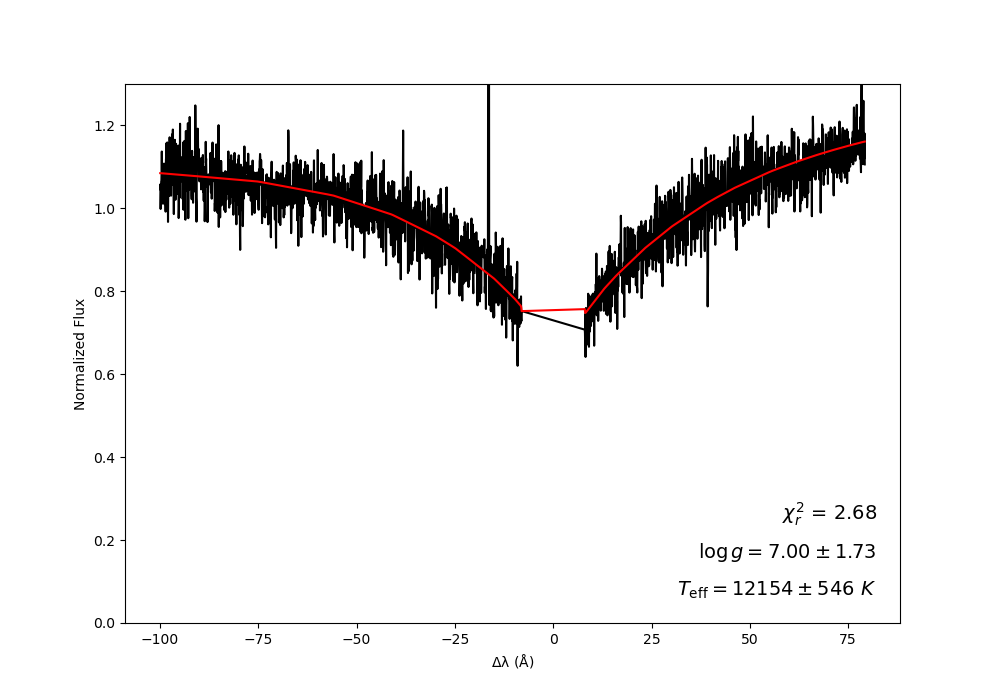 1.2
1.0
0.8
0.6
0.4
0.2
0.0
Normalized Flux
χ²ᵣ = 2.68
log g = 7.00 ± 1.73
T_eff = 12154 ± 546 K
−100 −75 −50 −25 0 25 50 75
Δλ (Å)